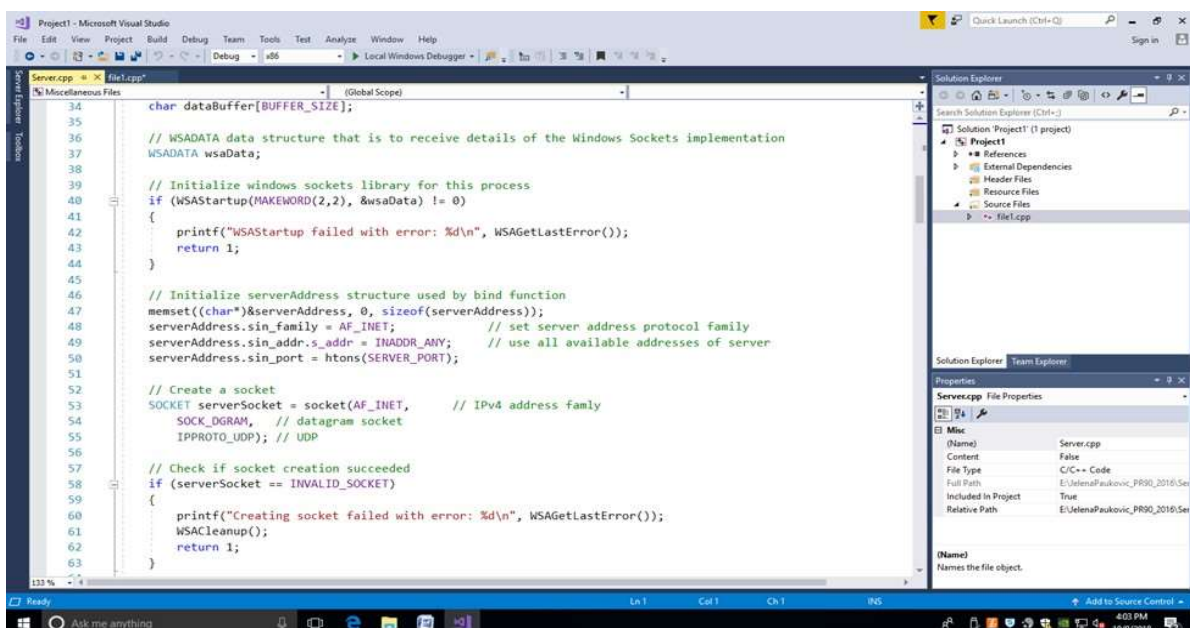 Project1 - Microsoft Visual Studio
Quick Launch (Ctrl+Q)
File Edit View Project Build Debug Team Tools Test Analyze Window Help
Sign in
Debug x86 Local Windows Debugger
Server Explorer
Toolbox
Server.cpp file1.cpp*
Miscellaneous Files (Global Scope)
34 char dataBuffer[BUFFER_SIZE];
35
36 // WSADATA data structure that is to receive details of the Windows Sockets implementation
37 WSADATA wsaData;
38
39 // Initialize windows sockets library for this process
40 if (WSAStartup(MAKEWORD(2,2), &wsaData) != 0)
41 {
42 printf("WSAStartup failed with error: %d\n", WSAGetLastError());
43 return 1;
44 }
45
46 // Initialize serverAddress structure used by bind function
47 memset((char*)&serverAddress, 0, sizeof(serverAddress));
48 serverAddress.sin_family = AF_INET; // set server address protocol family
49 serverAddress.sin_addr.s_addr = INADDR_ANY; // use all available addresses of server
50 serverAddress.sin_port = htons(SERVER_PORT);
51
52 // Create a socket
53 SOCKET serverSocket = socket(AF_INET, // IPv4 address famly
54 SOCK_DGRAM, // datagram socket
55 IPPROTO_UDP); // UDP
56
57 // Check if socket creation succeeded
58 if (serverSocket == INVALID_SOCKET)
59 {
60 printf("Creating socket failed with error: %d\n", WSAGetLastError());
61 WSACleanup();
62 return 1;
63 }
133 %
Solution Explorer
Search Solution Explorer (Ctrl+;)
Solution 'Project1' (1 project)
Project1
References
External Dependencies
Header Files
Resource Files
Source Files
file1.cpp
Solution Explorer Team Explorer
Properties
Server.cpp File Properties
Misc
(Name) Server.cpp
Content False
File Type C/C++ Code
Full Path E:\JelenaPaukovic_PR90_2016\Ser
Included In Project True
Relative Path E:\JelenaPaukovic_PR90_2016\Ser
(Name)
Names the file object.
Ready Ln 1 Col 1 Ch 1 INS Add to Source Control
Ask me anything 4:03 PM